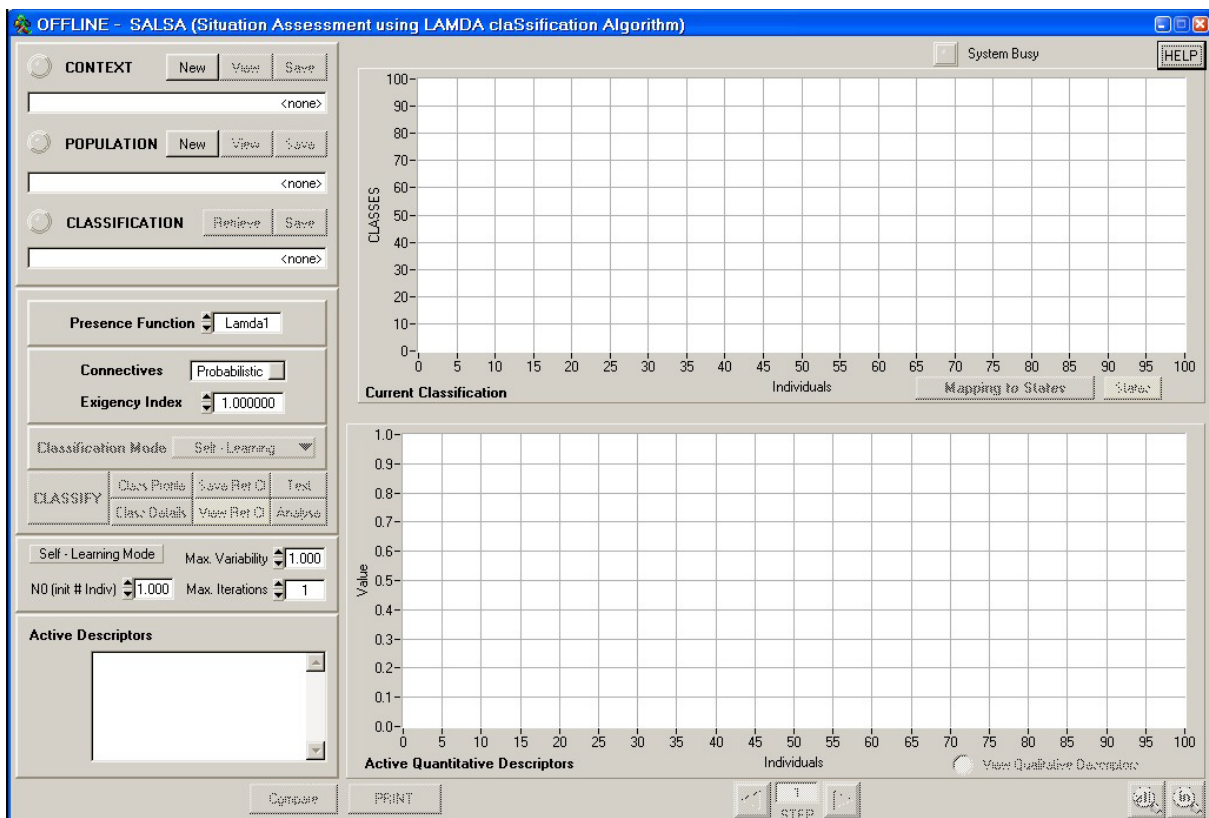 OFFLINE - SALSA (Situation Assessment using LAMDA claSsification Algorithm)
System Busy
HELP
CONTEXT New View Save
<none>
POPULATION New View Save
<none>
CLASSIFICATION Retrieve Save
<none>
Presence Function Lamda1
Connectives Probabilistic
Exigency Index 1.000000
Classification Mode Self - Learning
CLASSIFY
Class Profile Save Ref Cl Test
Class Details View Ref Cl Analyse
Self - Learning Mode Max. Variability 1.000
N0 (init # Indiv) 1.000 Max. Iterations 1
Active Descriptors
CLASSES
100
90
80
70
60
50
40
30
20
10
0
0 5 10 15 20 25 30 35 40 45 50 55 60 65 70 75 80 85 90 95 100
Individuals
Current Classification
Mapping to States States
Value
1.0
0.9
0.8
0.7
0.6
0.5
0.4
0.3
0.2
0.1
0.0
0 5 10 15 20 25 30 35 40 45 50 55 60 65 70 75 80 85 90 95 100
Individuals
Active Quantitative Descriptors
View Qualitative Descriptors
Compare PRINT
1
STEP
all in